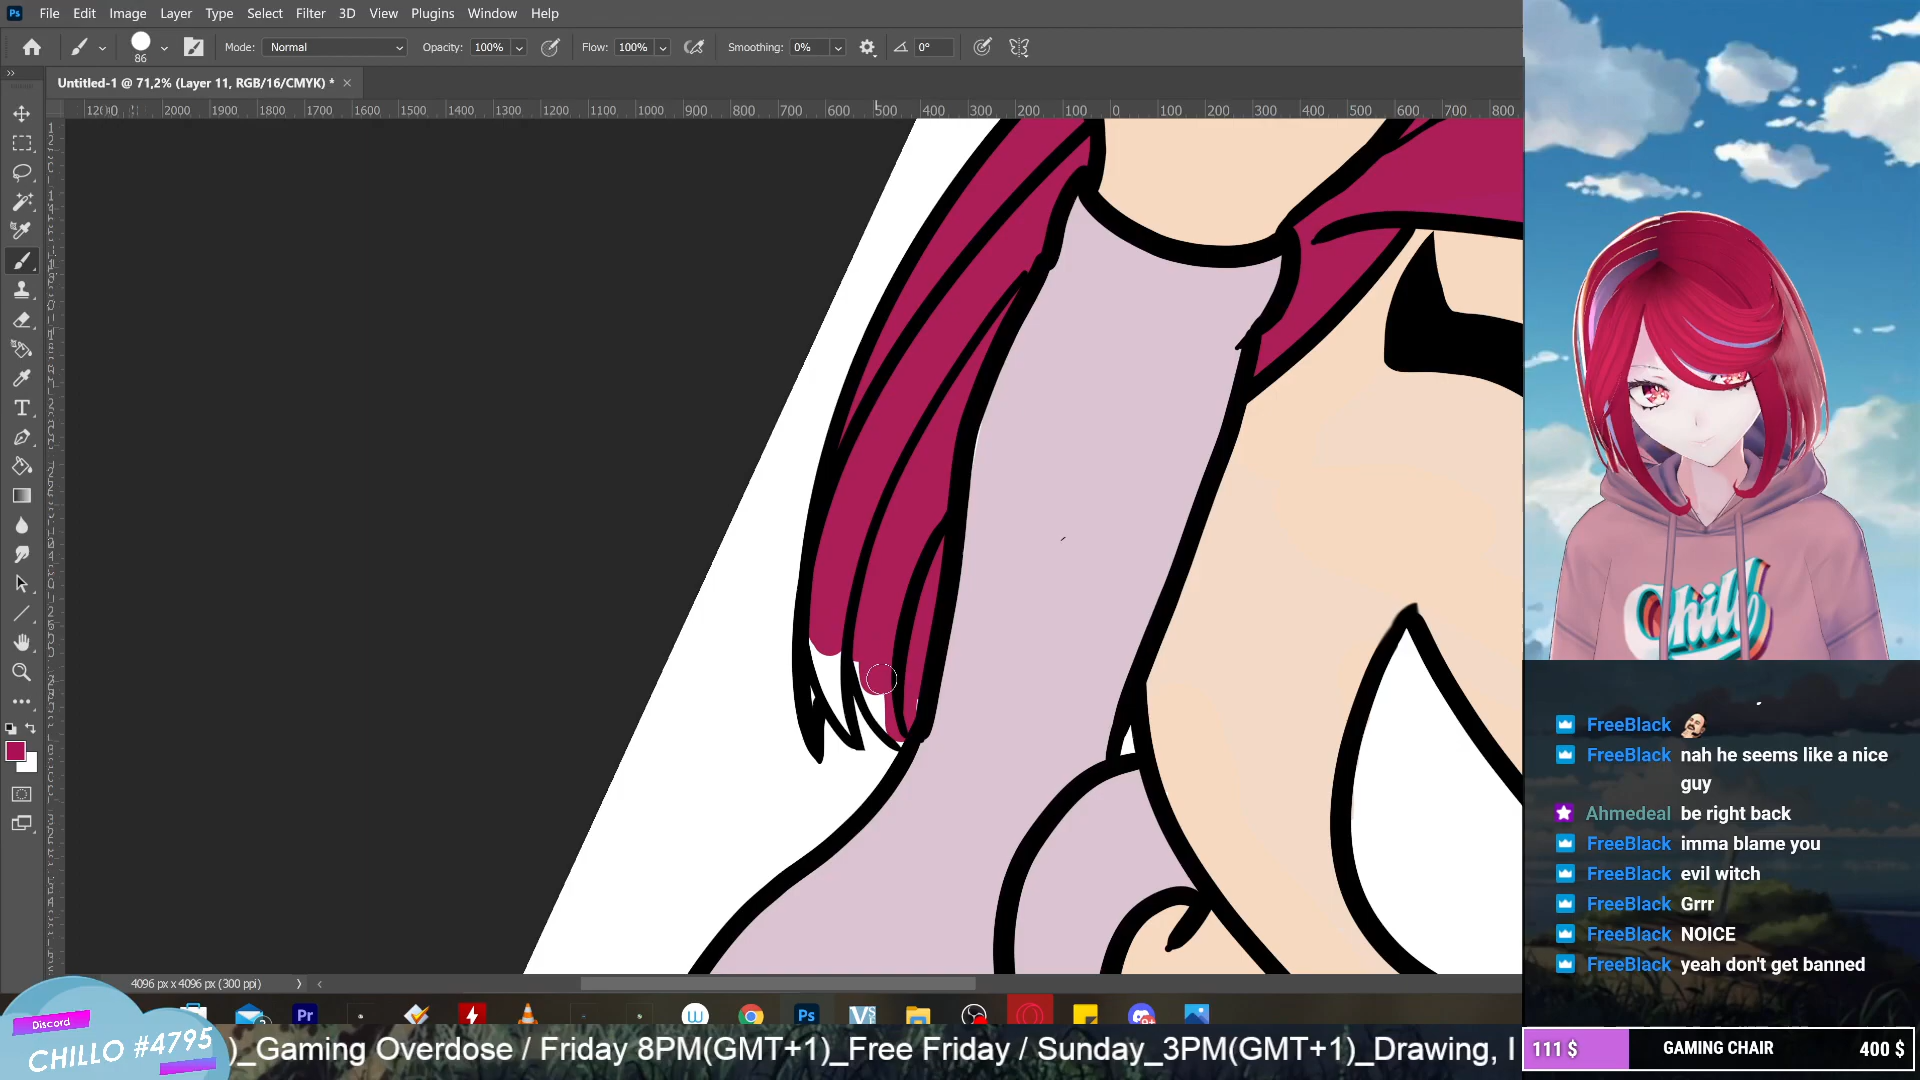 Ps File Edit Image Layer Type Select Filter 3D View Plugins Window Help
86 Mode: Normal Opacity: 100% Flow: 100% Smoothing: 0% 0°
Untitled-1 @ 71,2% (Layer 11, RGB/16/CMYK) *
1200 2000 1900 1800 1700 1600 1500 1400 1300 1200 1100 1000 900 800 700 600 500 400 300 200 100 0 100 200 300 400 500 600 700 800
Chill
FreeBlack
FreeBlack nah he seems like a nice
guy
Ahmedeal be right back
FreeBlack imma blame you
FreeBlack evil witch
FreeBlack Grrr
FreeBlack NOICE
FreeBlack yeah don't get banned
4096 px x 4096 px (300 ppi)
Pr Ps
Discord
CHILLO #4795
)_Gaming Overdose / Friday 8PM(GMT+1)_Free Friday / Sunday_3PM(GMT+1)_Drawing, I
111 $ GAMING CHAIR 400 $